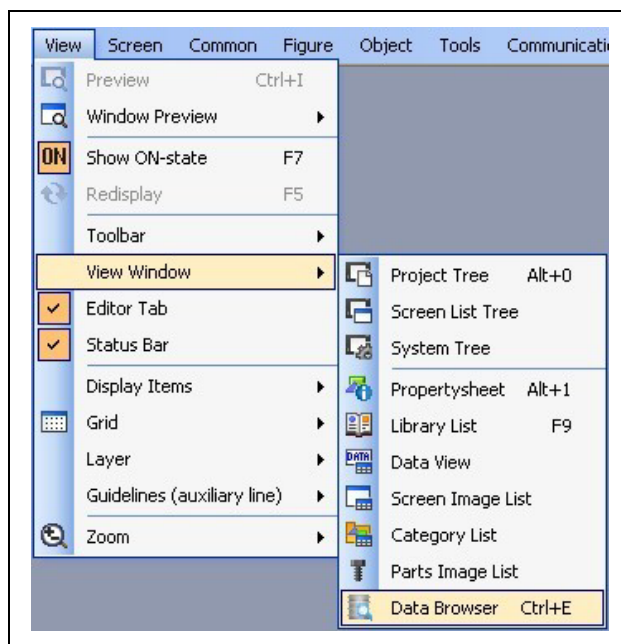 View Screen Common Figure Object Tools Communicati
Preview Ctrl+I
Window Preview
ON Show ON-state F7
Redisplay F5
Toolbar
View Window
Editor Tab
Status Bar
Display Items
Grid
Layer
Guidelines (auxiliary line)
Zoom
Project Tree Alt+0
Screen List Tree
System Tree
Propertysheet Alt+1
Library List F9
DATA Data View
Screen Image List
Category List
Parts Image List
Data Browser Ctrl+E